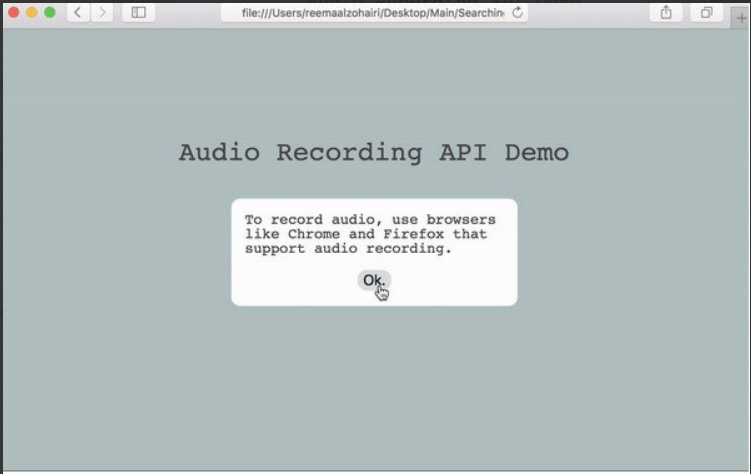 file:///Users/reemaalzohairi/Desktop/Main/Searchin
Audio Recording API Demo
To record audio, use browsers
like Chrome and Firefox that
support audio recording.
Ok.